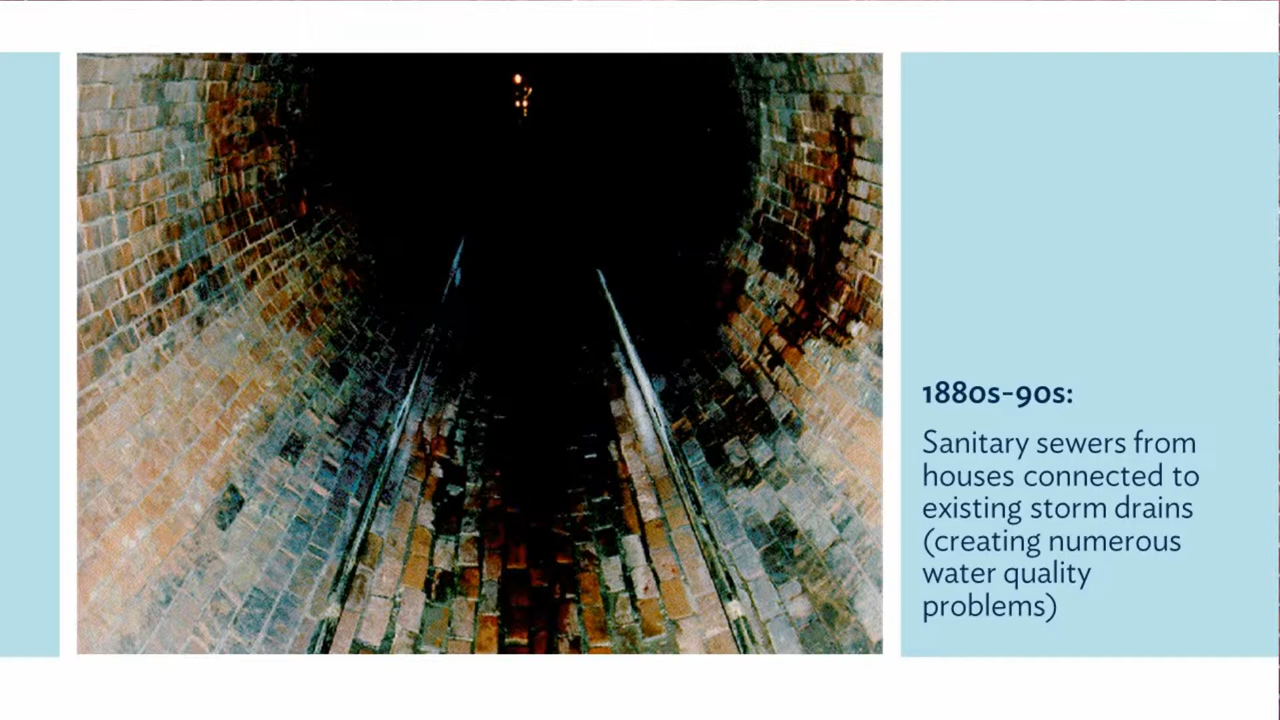 1880s-90s:
Sanitary sewers from
houses connected to
existing storm drains
(creating numerous
water quality
problems)